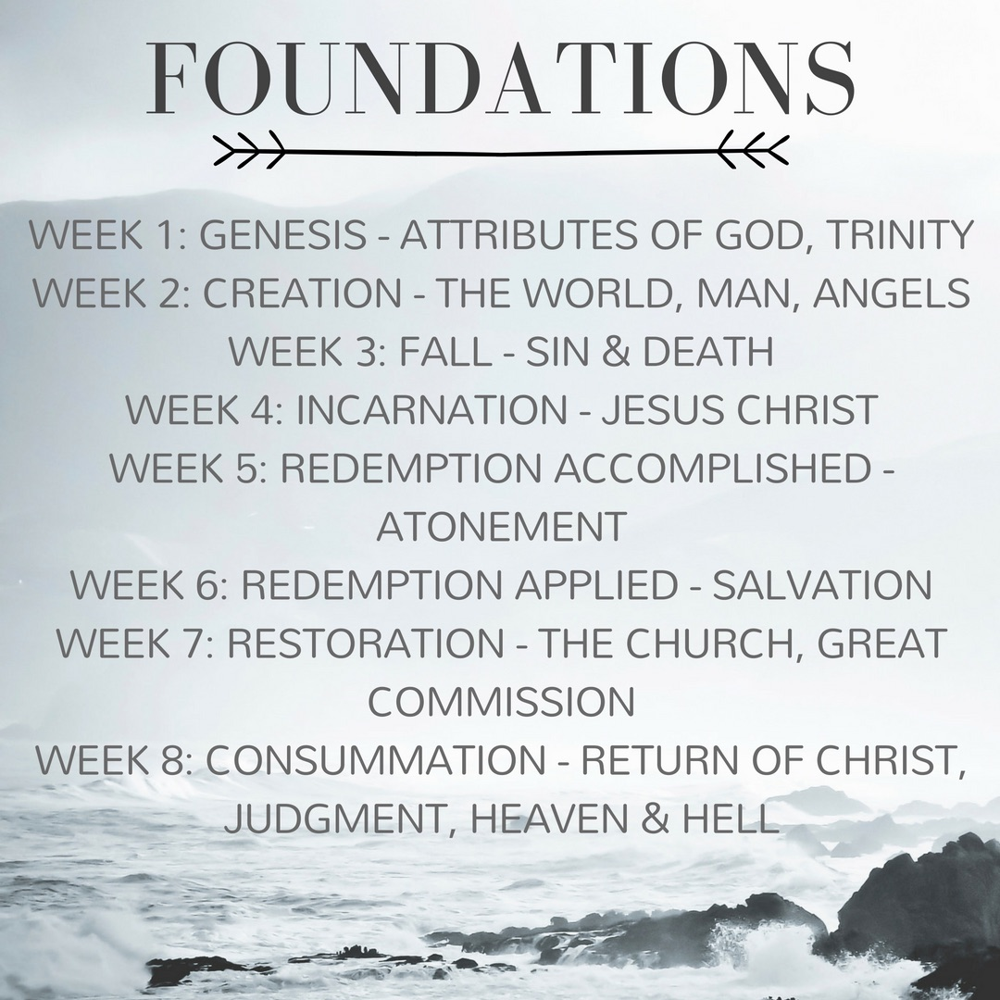 FOUNDATIONS
WEEK 1: GENESIS - ATTRIBUTES OF GOD, TRINITY
WEEK 2: CREATION - THE WORLD, MAN, ANGELS
WEEK 3: FALL - SIN & DEATH
WEEK 4: INCARNATION - JESUS CHRIST
WEEK 5: REDEMPTION ACCOMPLISHED -
ATONEMENT
WEEK 6: REDEMPTION APPLIED - SALVATION
WEEK 7: RESTORATION - THE CHURCH, GREAT
COMMISSION
WEEK 8: CONSUMMATION - RETURN OF CHRIST,
JUDGMENT, HEAVEN & HELL